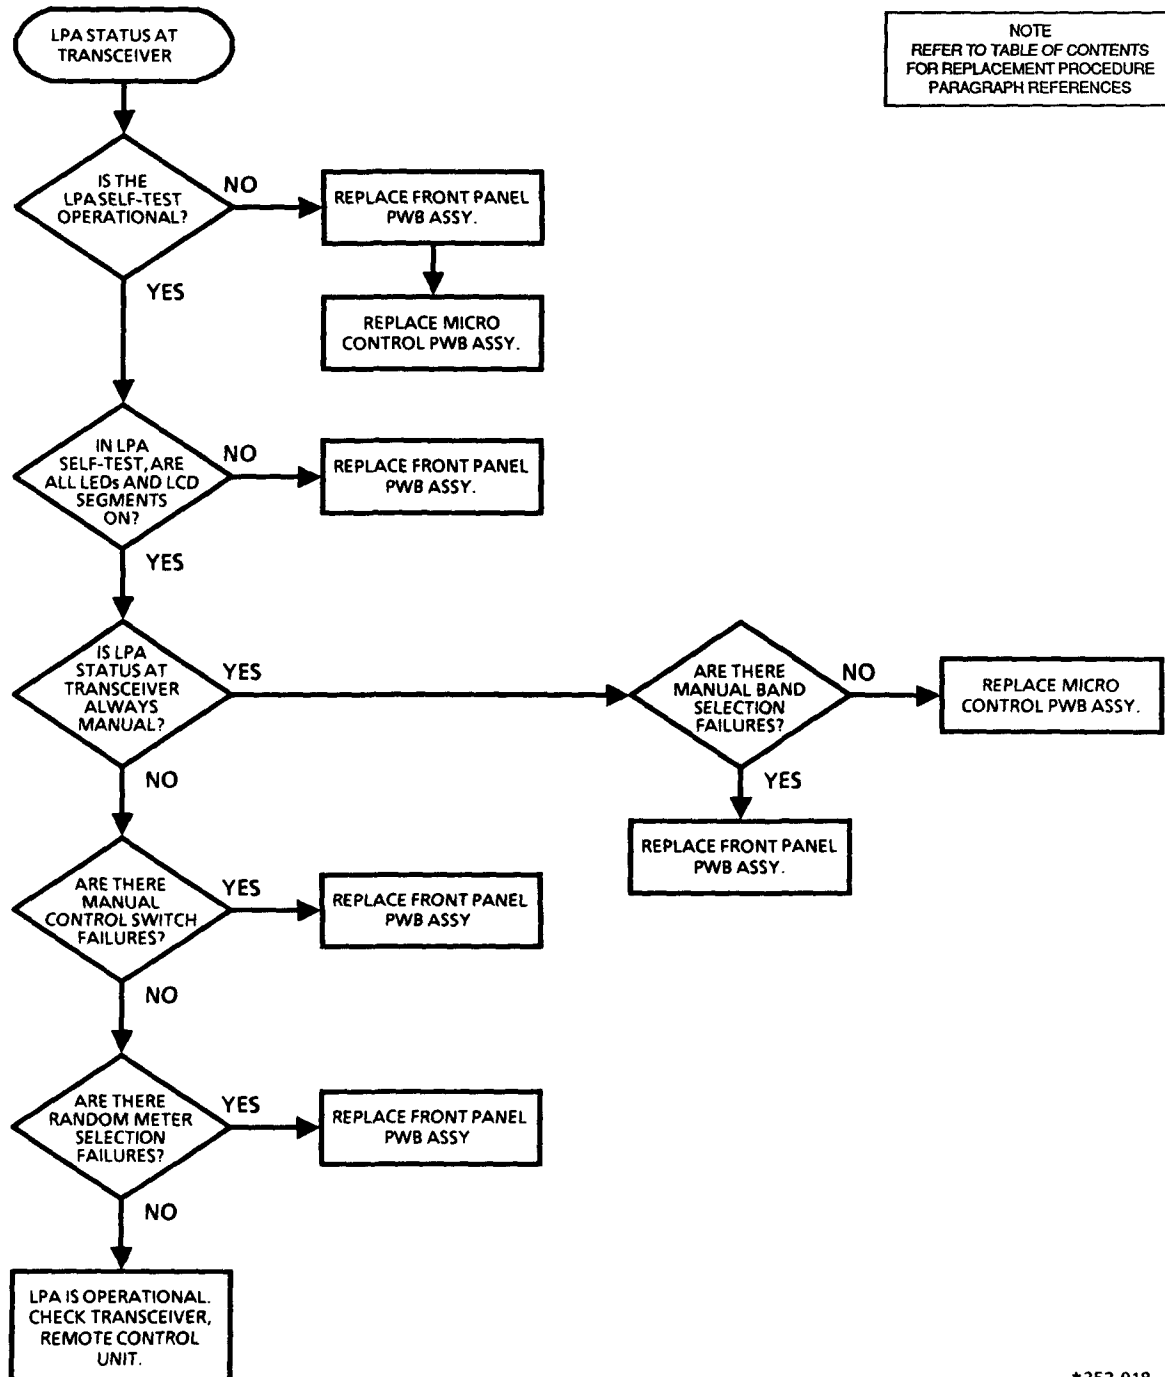 LPA STATUS AT
TRANSCEIVER
NOTE
REFER TO TABLE OF CONTENTS
FOR REPLACEMENT PROCEDURE
PARAGRAPH REFERENCES
IS THE
LPA SELF-TEST
OPERATIONAL?
NO
REPLACE FRONT PANEL
PWB ASSY.
YES
REPLACE MICRO
CONTROL PWB ASSY.
IN LPA
SELF-TEST, ARE
ALL LEDs AND LCD
SEGMENTS
ON?
NO
REPLACE FRONT PANEL
PWB ASSY.
YES
IS LPA
STATUS AT
TRANSCEIVER
ALWAYS
MANUAL?
YES
ARE THERE
MANUAL BAND
SELECTION
FAILURES?
NO
REPLACE MICRO
CONTROL PWB ASSY.
NO
YES
REPLACE FRONT PANEL
PWB ASSY.
ARE THERE
MANUAL
CONTROL SWITCH
FAILURES?
YES
REPLACE FRONT PANEL
PWB ASSY
NO
ARE THERE
RANDOM METER
SELECTION
FAILURES?
YES
REPLACE FRONT PANEL
PWB ASSY
NO
LPA IS OPERATIONAL.
CHECK TRANSCEIVER,
REMOTE CONTROL
UNIT.